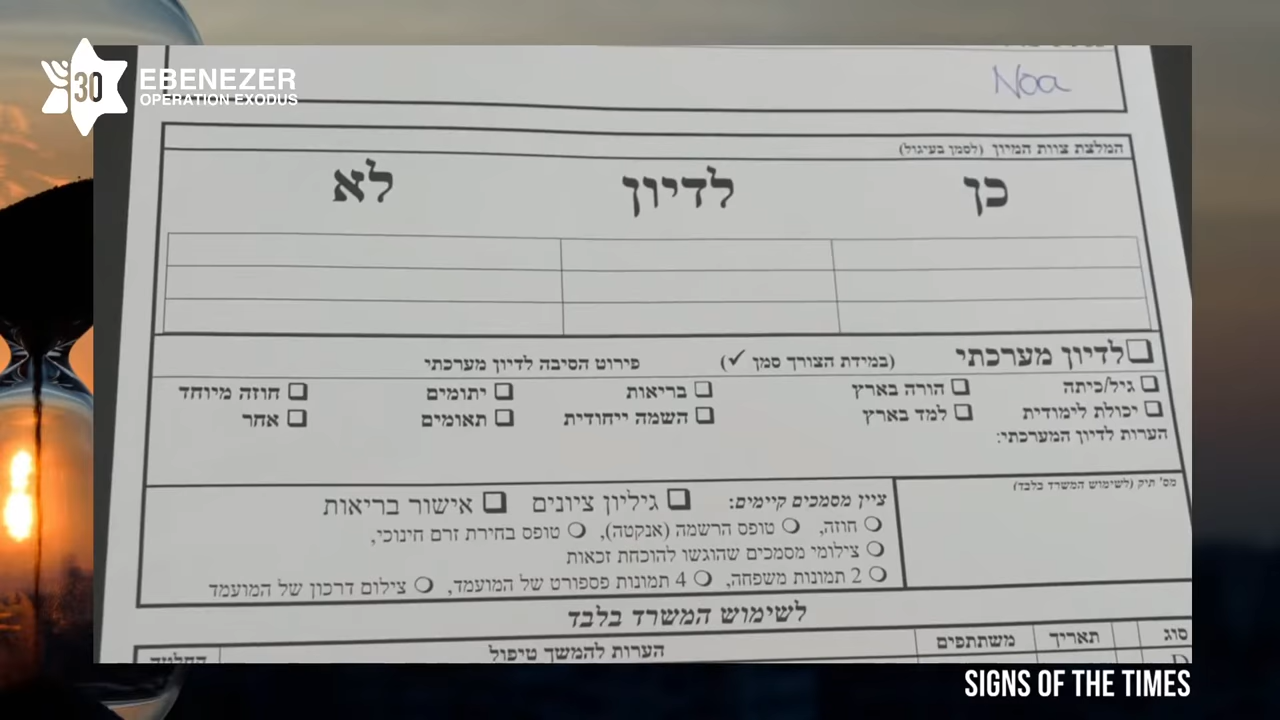 30
EBENEZER
OPERATION EXODUS
Noa
המלצת צוות המיון (לסמן בעיגול)
כן לדיון לא
❑ לדיון מערכתי (במידת הצורך סמן ✓) פירוט הסיבה לדיון מערכתי
❑ גיל/כיתה ❑ הורה בארץ ❑ בריאות ❑ יתומים ❑ חוזה מיוחד
❑ יכולת לימודית ❑ למד בארץ ❑ השמה ייחודית ❑ תאומים ❑ אחר
הערות לדיון המערכתי:
מס' תיק (לשימוש המשרד בלבד)
ציין מסמכים קיימים: ❑ גיליון ציונים ❑ אישור בריאות
❍ חוזה, ❍ טופס הרשמה (אנקטה), ❍ טופס בחירת זרם חינוכי,
❍ צילומי מסמכים שהוגשו להוכחת זכאות
❍ 2 תמונות משפחה, ❍ 4 תמונות פספורט של המועמד, ❍ צילום דרכון של המועמד
לשימוש המשרד בלבד
סוג תאריך משתתפים הערות להמשך טיפול החלטה
SIGNS OF THE TIMES